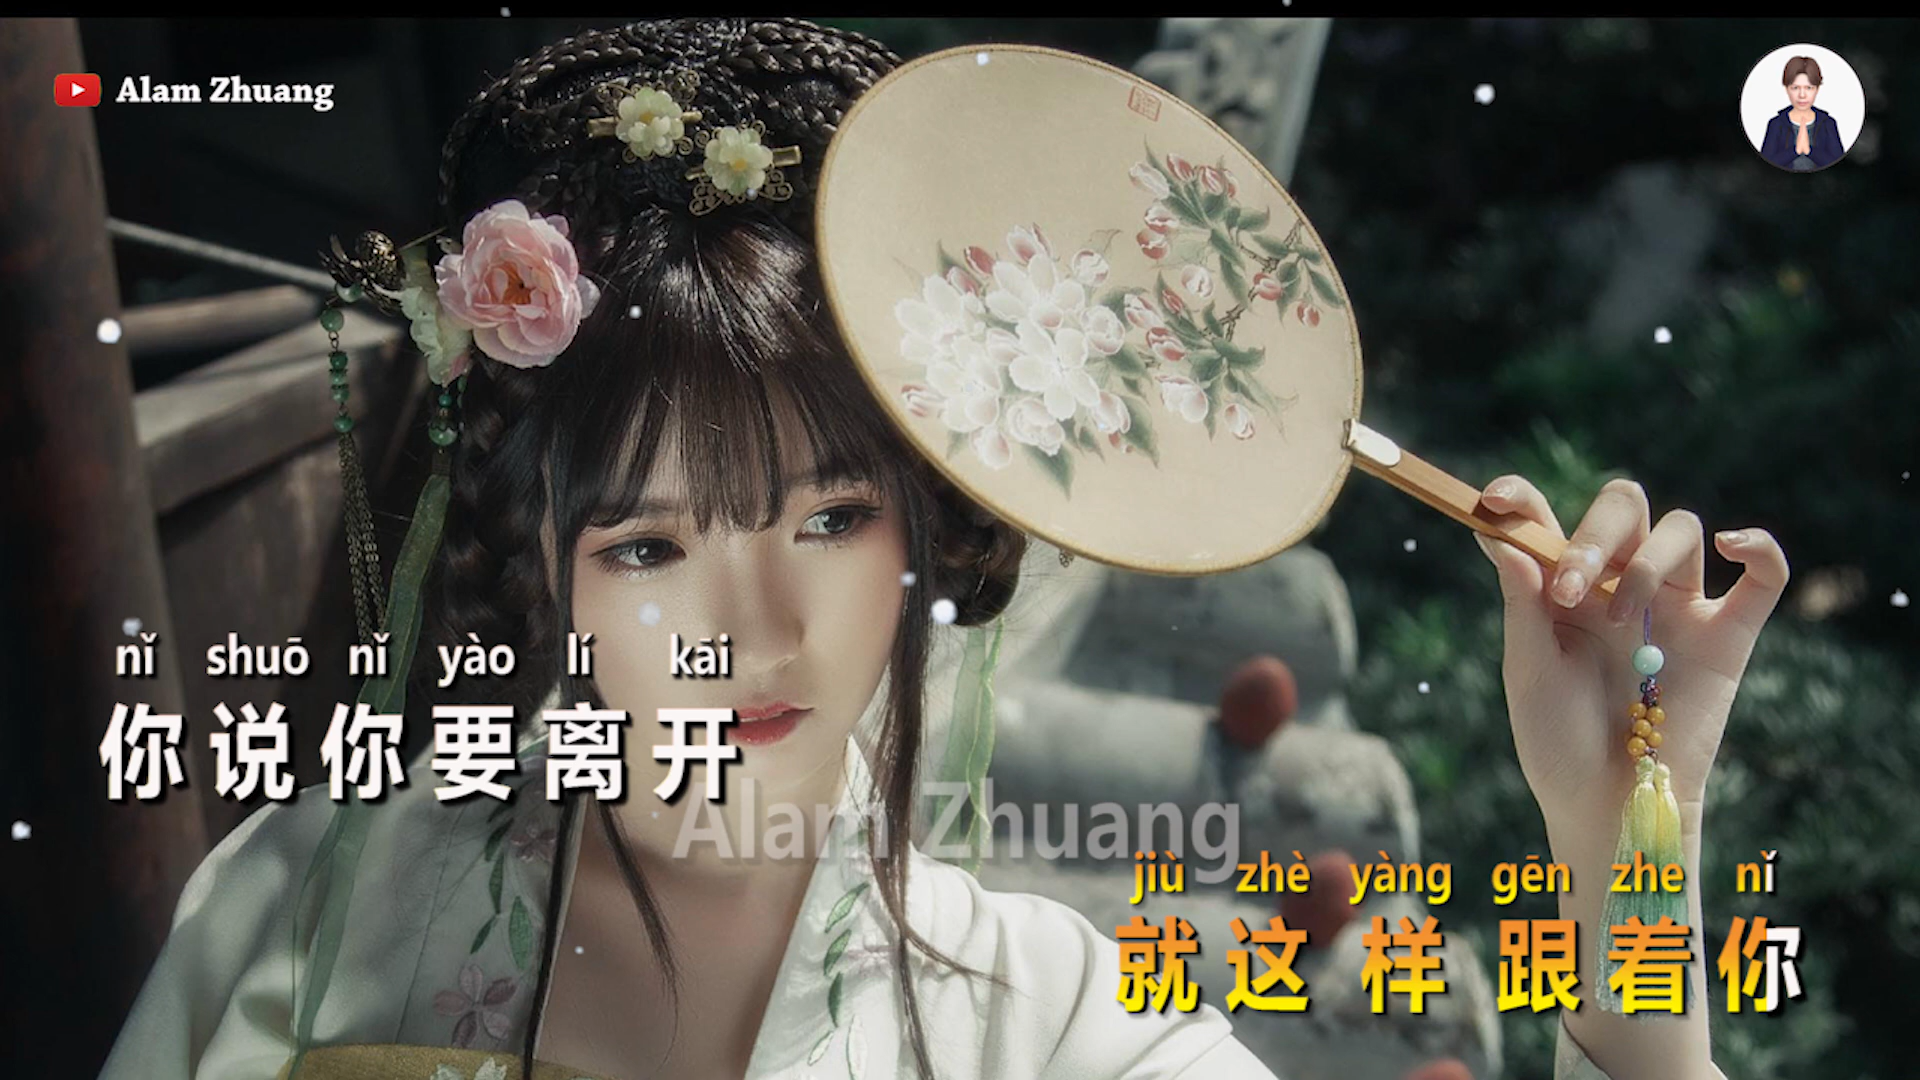 Alam Zhuang
nǐ shuō nǐ yào lí kāi
你说你要离开
Alam Zhuang
jiù zhè yàng gēn zhe nǐ
就这样跟着你